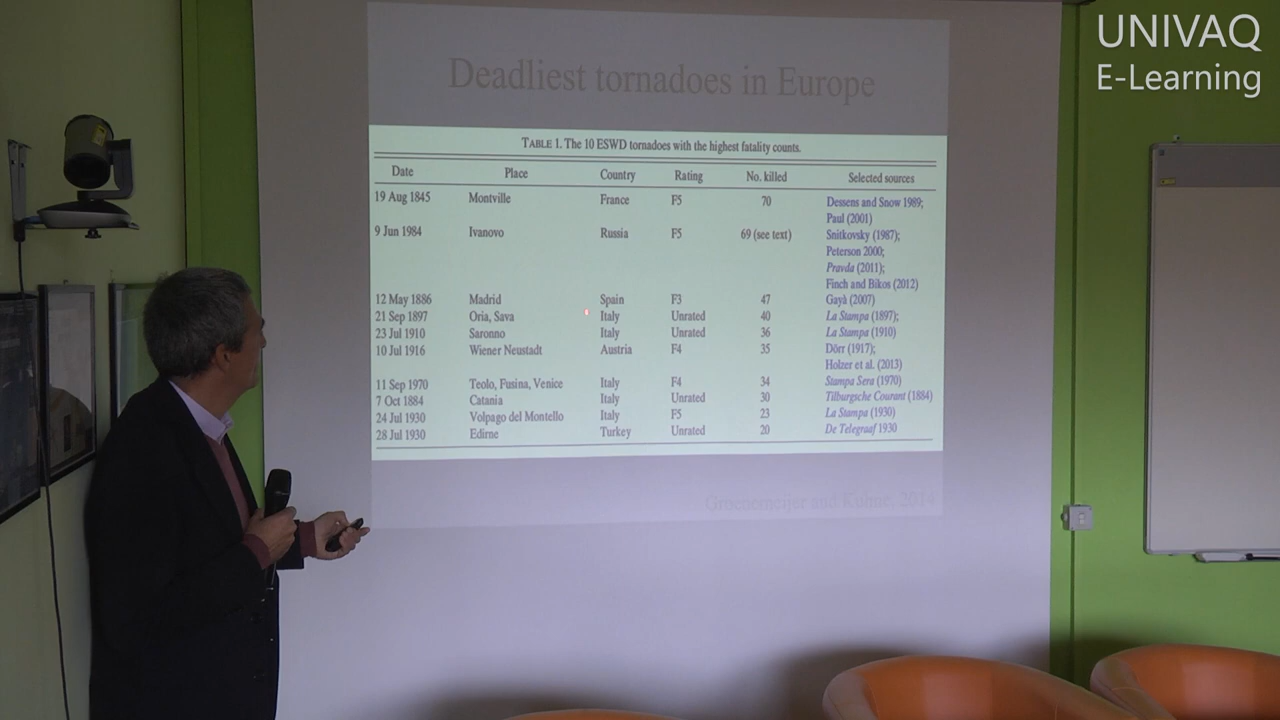 UNIVAQ
E-Learning
Deadliest tornadoes in Europe
TABLE 1. The 10 ESWD tornadoes with the highest fatality counts.
Date Place Country Rating No. killed Selected sources
19 Aug 1845 Montville France F5 70 Dessens and Snow 1989;
Paul (2001)
9 Jun 1984 Ivanovo Russia F5 69 (see text) Snitkovsky (1987);
Peterson 2000;
Pravda (2011);
Finch and Bikos (2012)
12 May 1886 Madrid Spain F3 47 Gayà (2007)
21 Sep 1897 Oria, Sava Italy Unrated 40 La Stampa (1897);
23 Jul 1910 Saronno Italy Unrated 36 La Stampa (1910)
10 Jul 1916 Wiener Neustadt Austria F4 35 Dörr (1917);
Holzer et al. (2013)
11 Sep 1970 Teolo, Fusina, Venice Italy F4 34 Stampa Sera (1970)
7 Oct 1884 Catania Italy Unrated 30 Tilburgsche Courant (1884)
24 Jul 1930 Volpago del Montello Italy F5 23 La Stampa (1930)
28 Jul 1930 Edirne Turkey Unrated 20 De Telegraaf 1930
and 2014